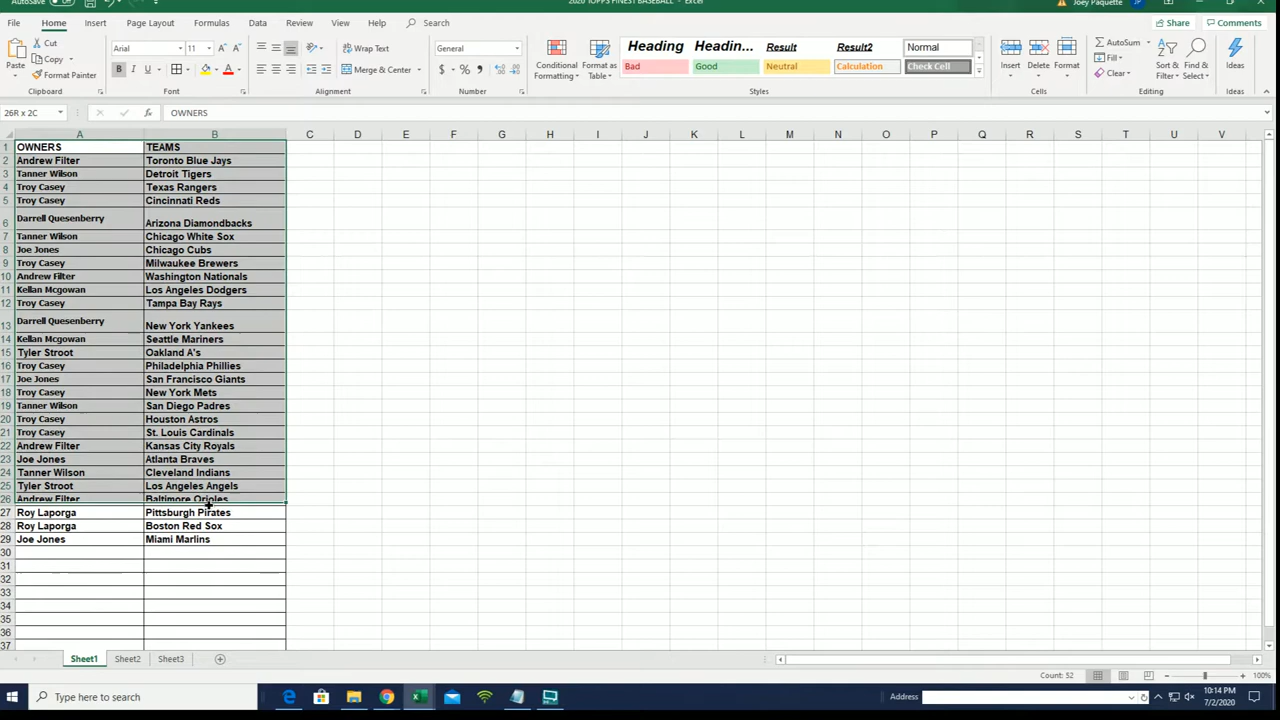 AutoSave Off 2020 TOPPS FINEST BASEBALL - Excel Joey Paquette JP
File Home Insert Page Layout Formulas Data Review View Help Search Share Comments
Paste Cut Copy Format Painter Clipboard
Arial 11 A A B I U A Font
Wrap Text Merge & Center Alignment
General $ % , Number
Conditional Formatting Format as Table
Heading Headin... Result Result2 Normal
Bad Good Neutral Calculation Check Cell
Styles
Insert Delete Format Cells
AutoSum Fill Clear Sort & Filter Find & Select Editing
Ideas Ideas
26R x 2C fx OWNERS
A B C D E F G H I J K L M N O P Q R S T U V
1 OWNERS TEAMS
2 Andrew Filter Toronto Blue Jays
3 Tanner Wilson Detroit Tigers
4 Troy Casey Texas Rangers
5 Troy Casey Cincinnati Reds
6 Darrell Quesenberry Arizona Diamondbacks
7 Tanner Wilson Chicago White Sox
8 Joe Jones Chicago Cubs
9 Troy Casey Milwaukee Brewers
10 Andrew Filter Washington Nationals
11 Kellan Mcgowan Los Angeles Dodgers
12 Troy Casey Tampa Bay Rays
13 Darrell Quesenberry New York Yankees
14 Kellan Mcgowan Seattle Mariners
15 Tyler Stroot Oakland A's
16 Troy Casey Philadelphia Phillies
17 Joe Jones San Francisco Giants
18 Troy Casey New York Mets
19 Tanner Wilson San Diego Padres
20 Troy Casey Houston Astros
21 Troy Casey St. Louis Cardinals
22 Andrew Filter Kansas City Royals
23 Joe Jones Atlanta Braves
24 Tanner Wilson Cleveland Indians
25 Tyler Stroot Los Angeles Angels
26 Andrew Filter Baltimore Orioles
27 Roy Laporga Pittsburgh Pirates
28 Roy Laporga Boston Red Sox
29 Joe Jones Miami Marlins
30
31
32
33
34
35
36
37
Sheet1 Sheet2 Sheet3
Count: 52 100%
Type here to search Address 10:14 PM
7/2/2020